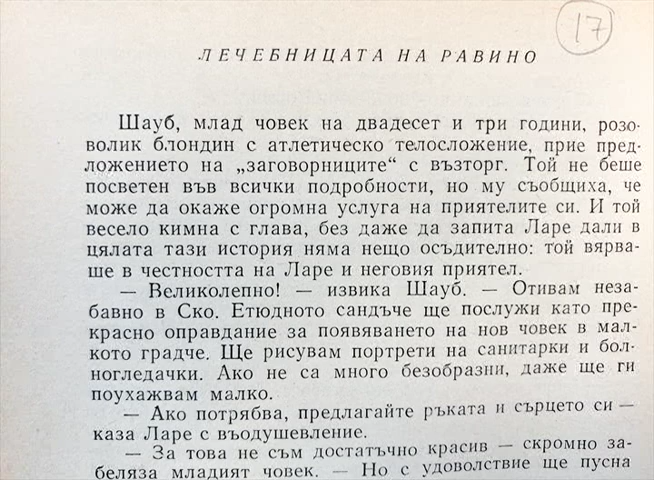 17
ЛЕЧЕБНИЦАТА НА РАВИНО
Шауб, млад човек на двадесет и три години, розо-
волик блондин с атлетическо телосложение, прие пред-
ложението на „заговорниците“ с възторг. Той не беше
посветен във всички подробности, но му съобщиха, че
може да окаже огромна услуга на приятелите си. И той
весело кимна с глава, без даже да запита Ларе дали в
цялата тази история няма нещо осъдително: той вярва-
ше в честността на Ларе и неговия приятел.
— Великолепно! — извика Шауб. — Отивам неза-
бавно в Ско. Етюдното сандъче ще послужи като пре-
красно оправдание за появяването на нов човек в мал-
кото градче. Ще рисувам портрети на санитарки и бол-
ногледачки. Ако не са много безобразни, даже ще ги
поухажвам малко.
— Ако потрябва, предлагайте ръката и сърцето си —
каза Ларе с въодушевление.
— За това не съм достатъчно красив — скромно за-
беляза младият човек. — Но с удоволствие ще пусна